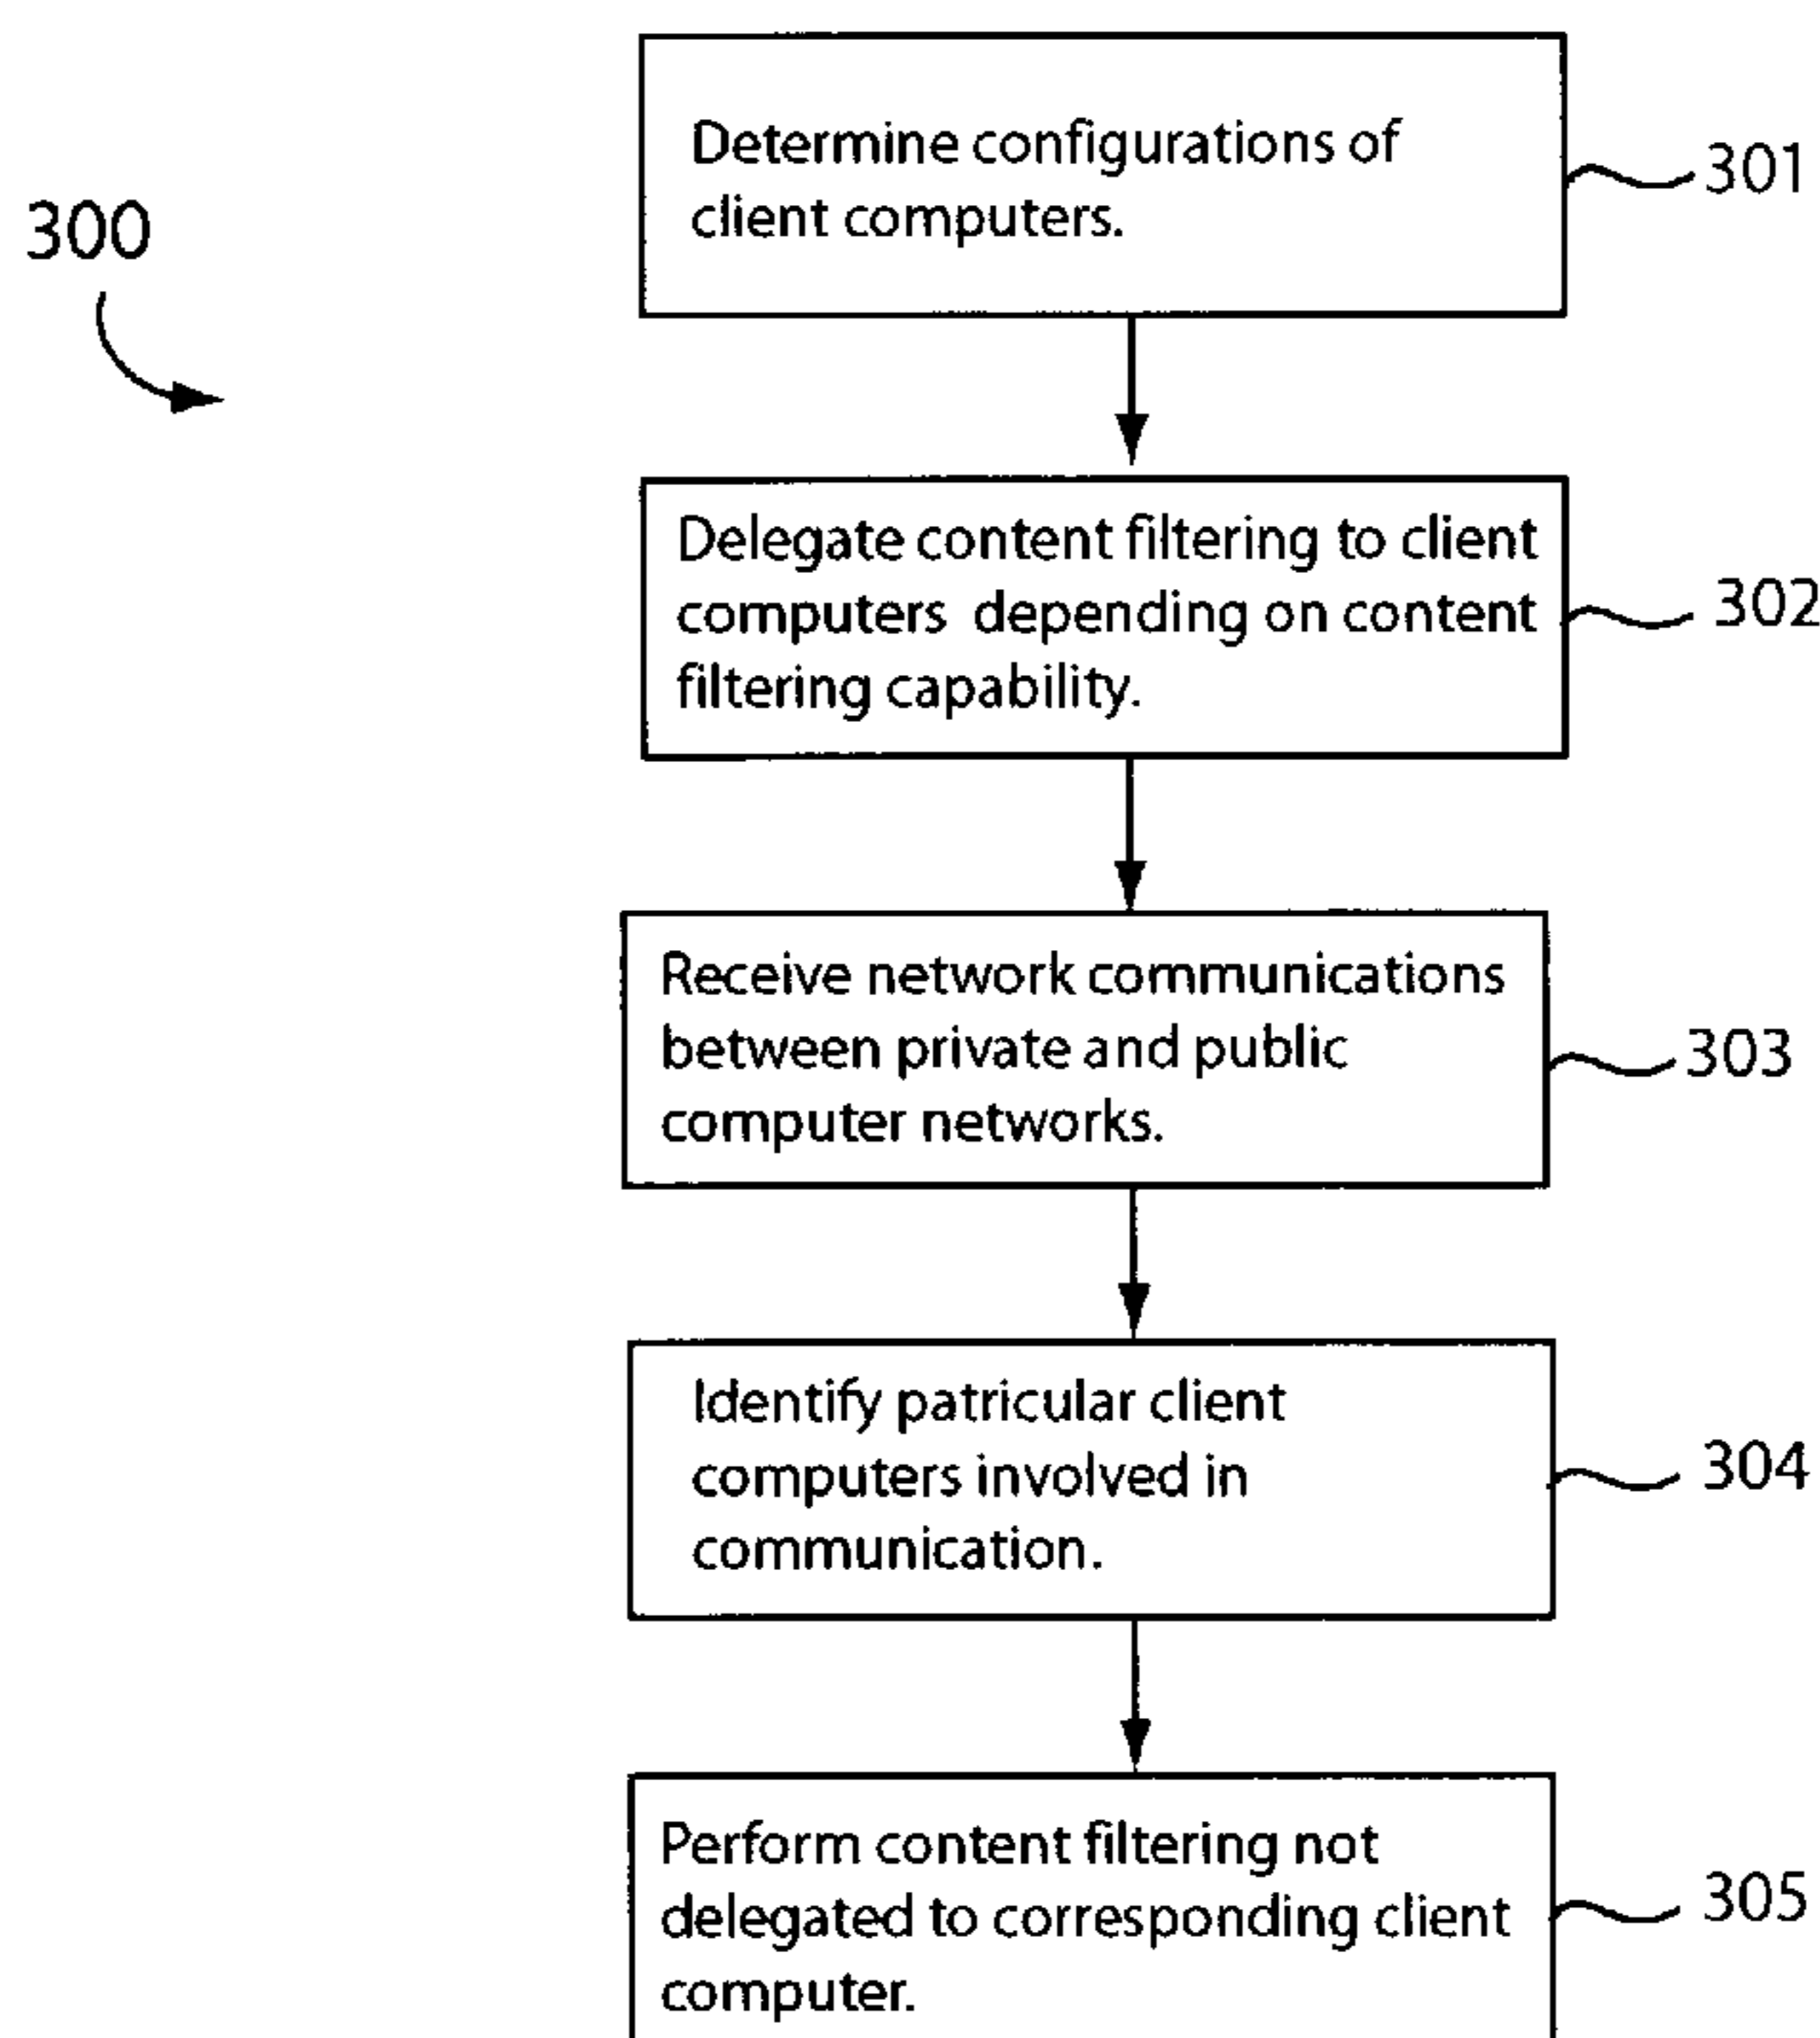 300
Determine configurations of
client computers.
301
Delegate content filtering to client
computers depending on content
filtering capability.
302
Receive network communications
between private and public
computer networks.
303
Identify patricular client
computers involved in
communication.
304
Perform content filtering not
delegated to corresponding client
computer.
305